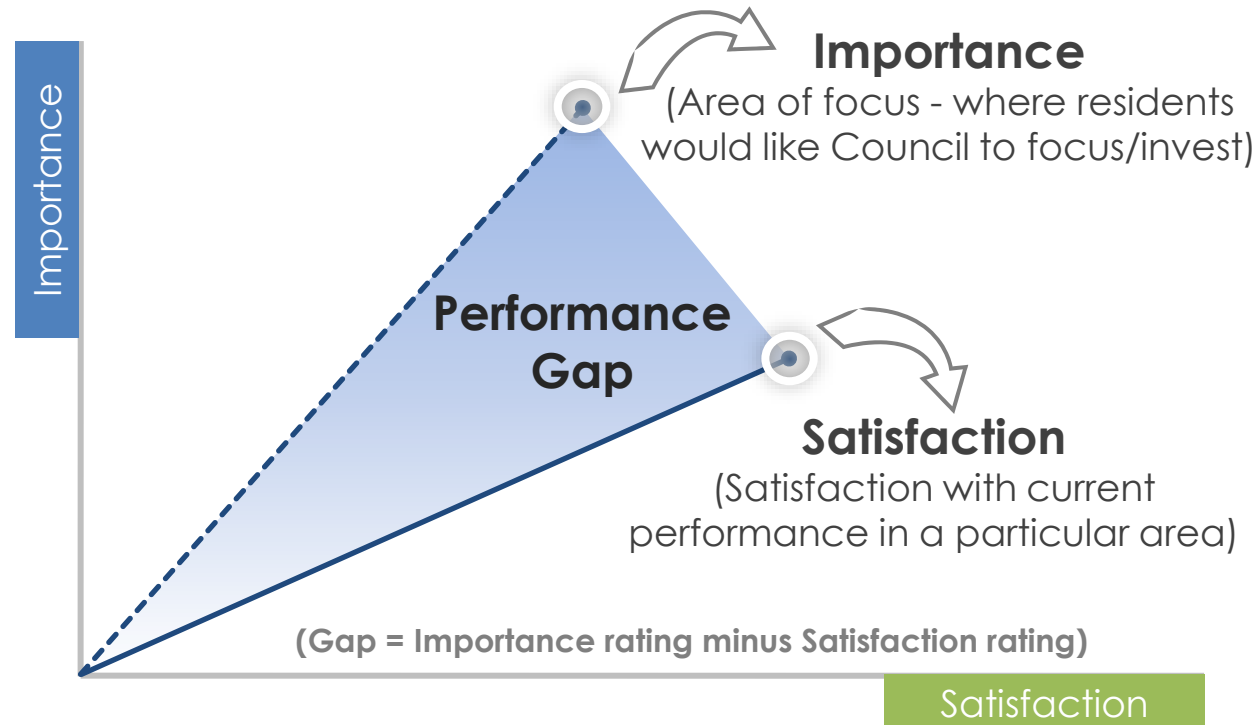 Importance
Importance
(Area of focus - where residents
would like Council to focus/invest)
Performance
Gap
Satisfaction
(Satisfaction with current
performance in a particular area)
(Gap = Importance rating minus Satisfaction rating)
Satisfaction